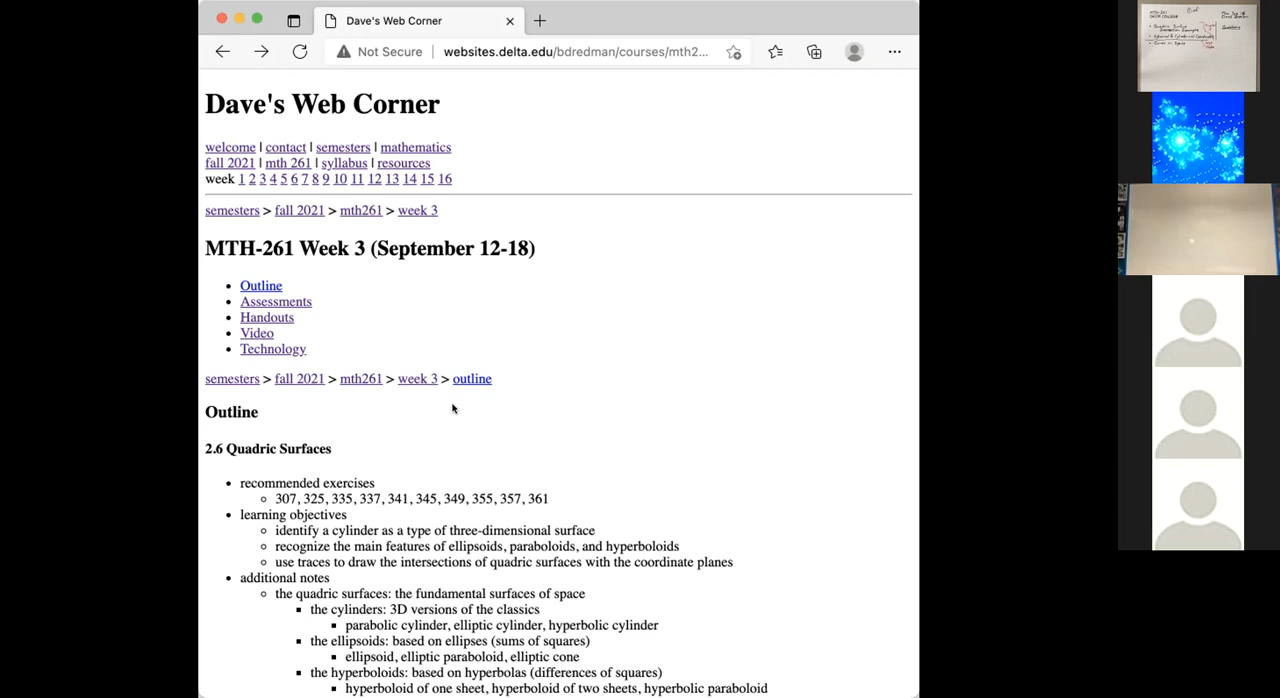 Dave's Web Corner
Not Secure
websites.delta.edu/bdredman/courses/mth2...
Dave's Web Corner
welcome | contact | semesters | mathematics
fall 2021 | mth 261 | syllabus | resources
week 1 2 3 4 5 6 7 8 9 10 11 12 13 14 15 16
semesters > fall 2021 > mth261 > week 3
MTH-261 Week 3 (September 12-18)
Outline
Assessments
Handouts
Video
Technology
semesters > fall 2021 > mth261 > week 3 > outline
Outline
2.6 Quadric Surfaces
recommended exercises
307, 325, 335, 337, 341, 345, 349, 355, 357, 361
learning objectives
identify a cylinder as a type of three-dimensional surface
recognize the main features of ellipsoids, paraboloids, and hyperboloids
use traces to draw the intersections of quadric surfaces with the coordinate planes
additional notes
the quadric surfaces: the fundamental surfaces of space
the cylinders: 3D versions of the classics
parabolic cylinder, elliptic cylinder, hyperbolic cylinder
the ellipsoids: based on ellipses (sums of squares)
ellipsoid, elliptic paraboloid, elliptic cone
the hyperboloids: based on hyperbolas (differences of squares)
hyperboloid of one sheet, hyperboloid of two sheets, hyperbolic paraboloid